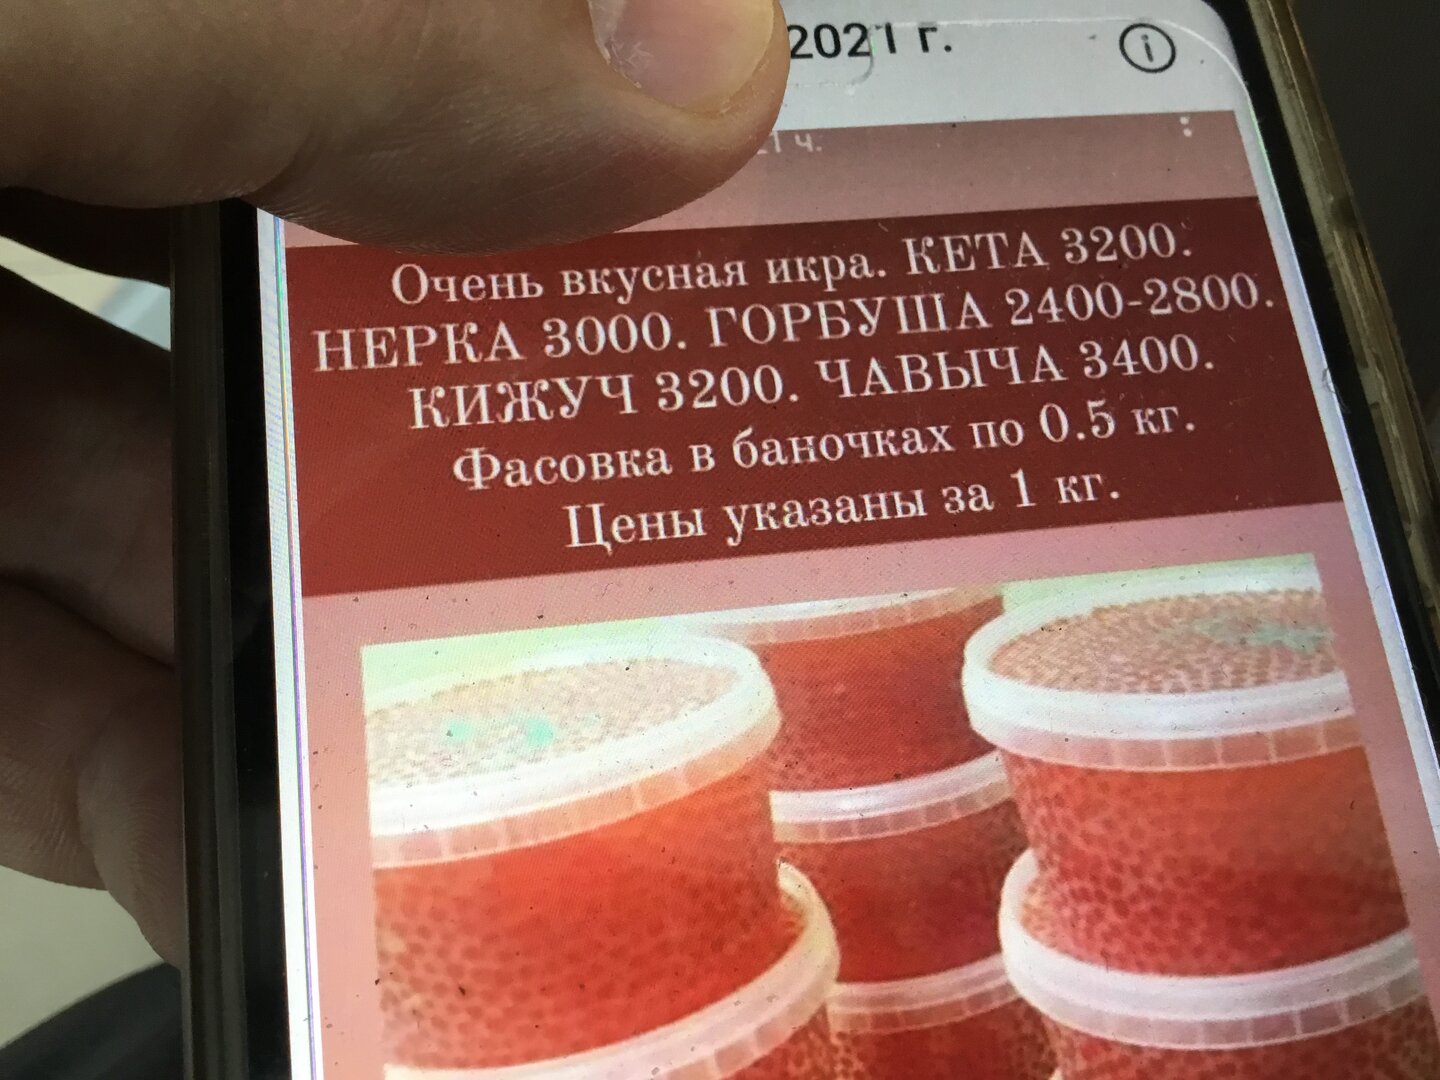 2021 г.
ч.
Очень вкусная икра. КЕТА 3200.
НЕРКА 3000. ГОРБУША 2400-2800.
КИЖУЧ 3200. ЧАВЫЧА 3400.
Фасовка в баночках по 0.5 кг.
Цены указаны за 1 кг.